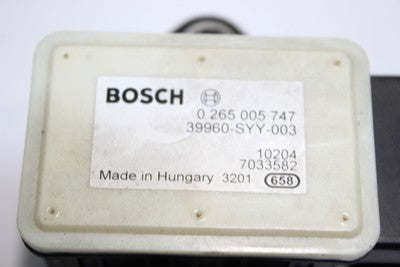 BOSCH
0 265 005 747
39960-SYY-003
10204
7033582
Made in Hungary 3201 658